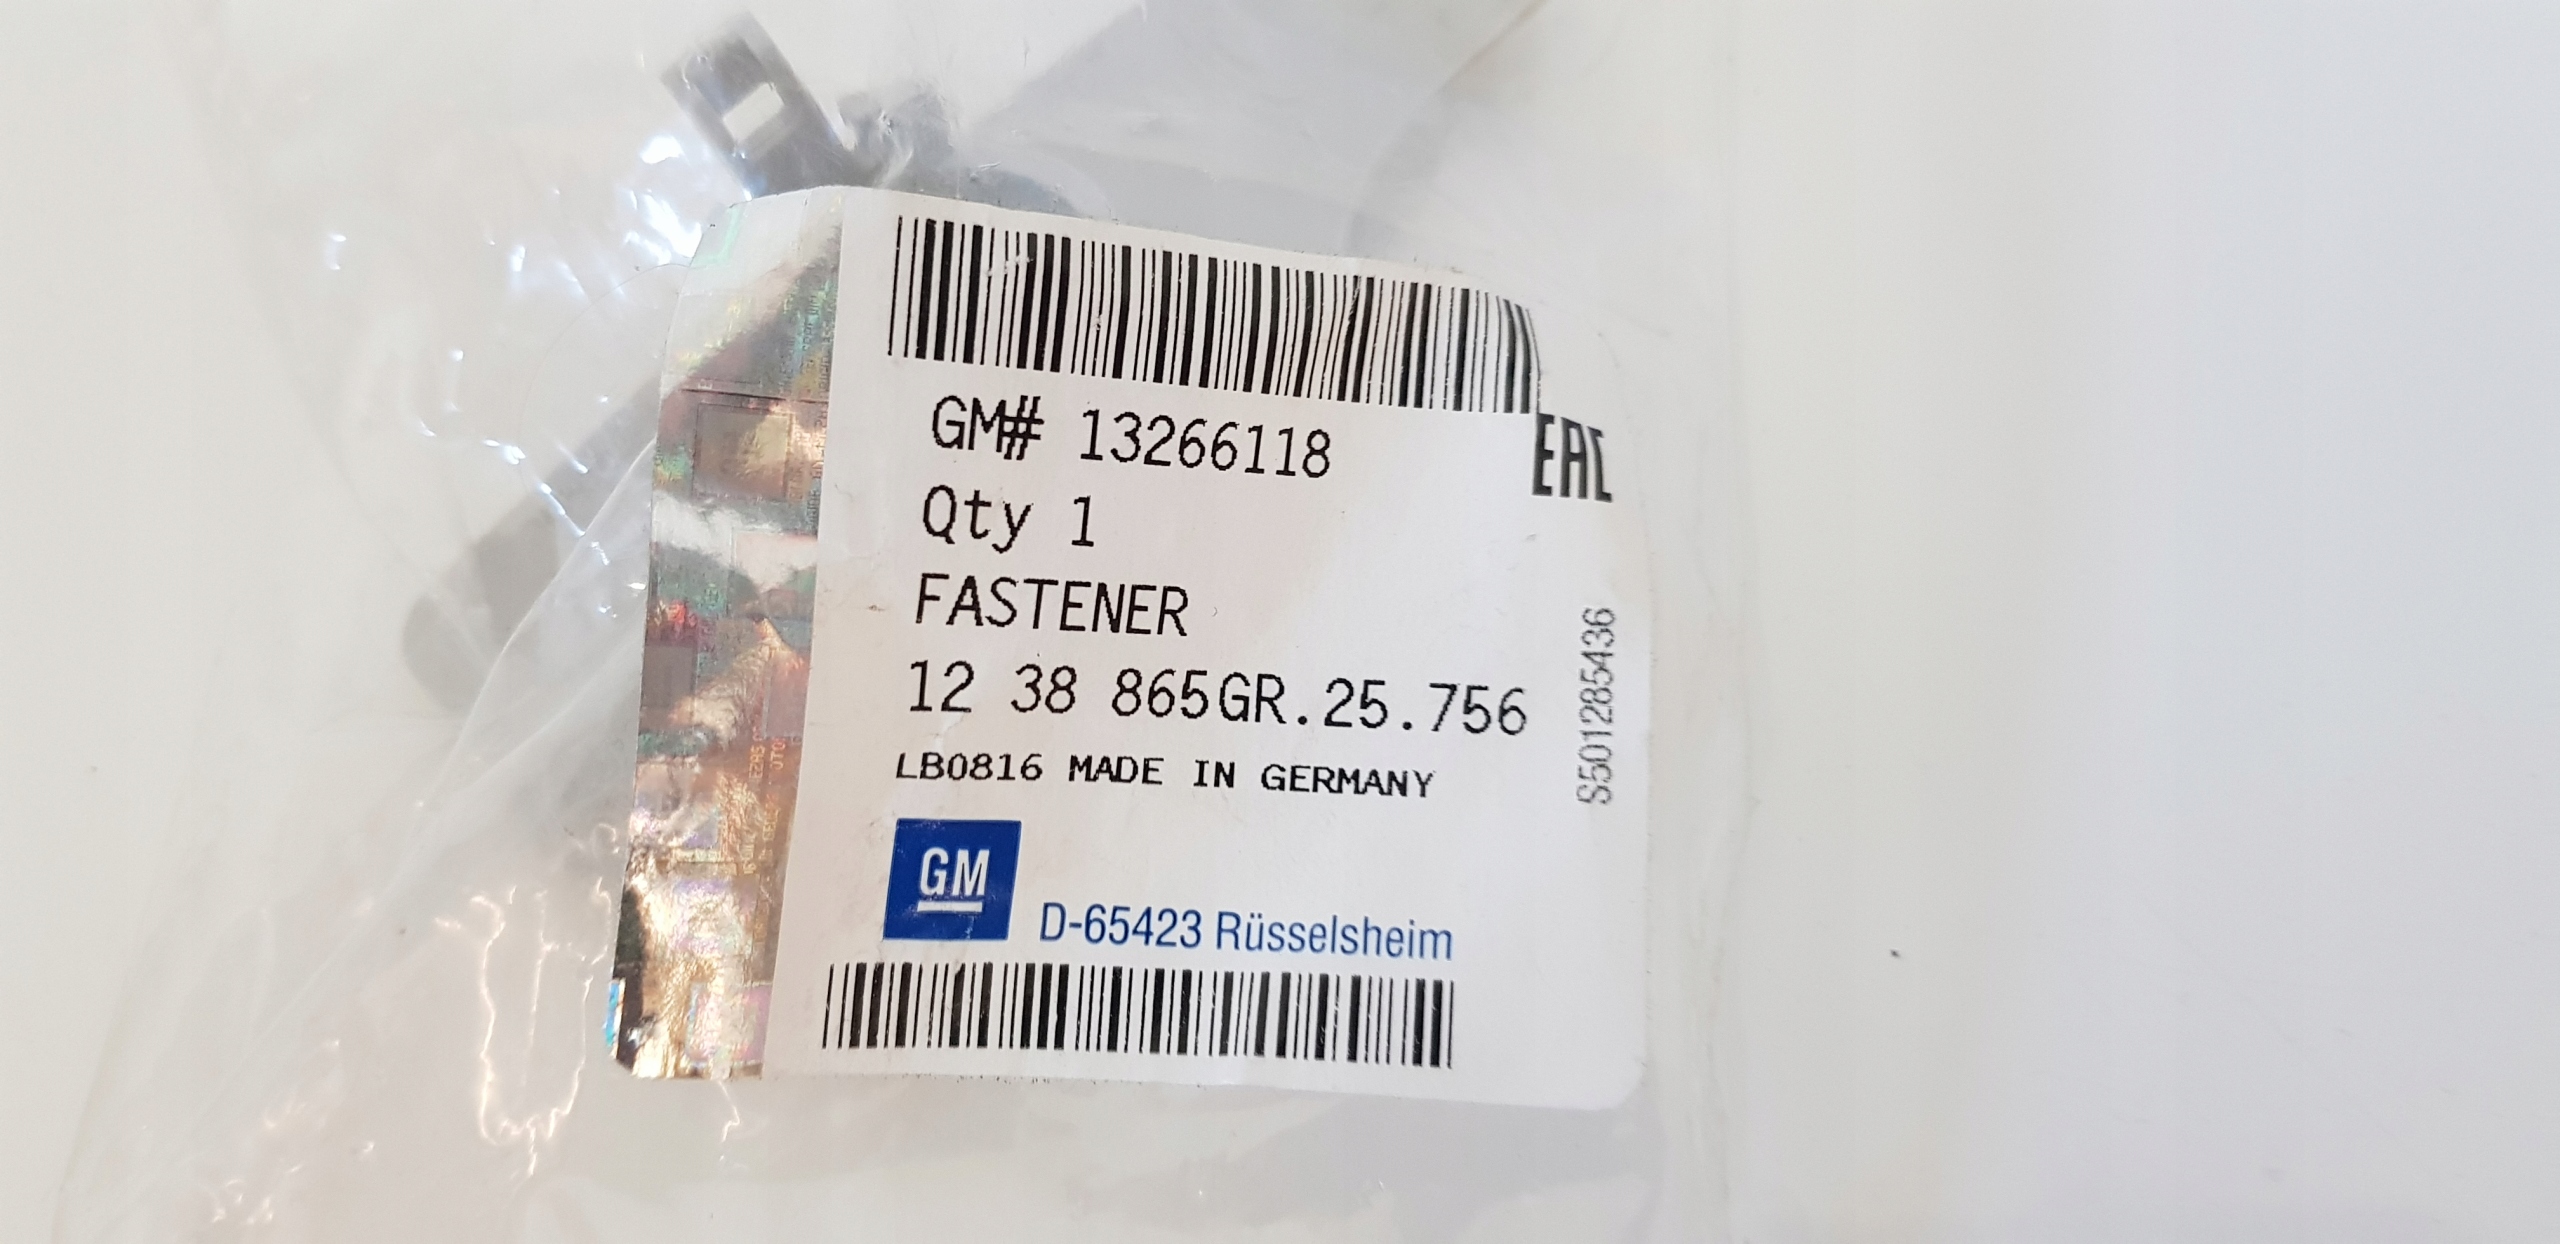 GM# 13266118
EAC
Qty 1
FASTENER
12 38 865GR.25.756
LB0816 MADE IN GERMANY
S501285436
GM
D-65423 Rüsselsheim